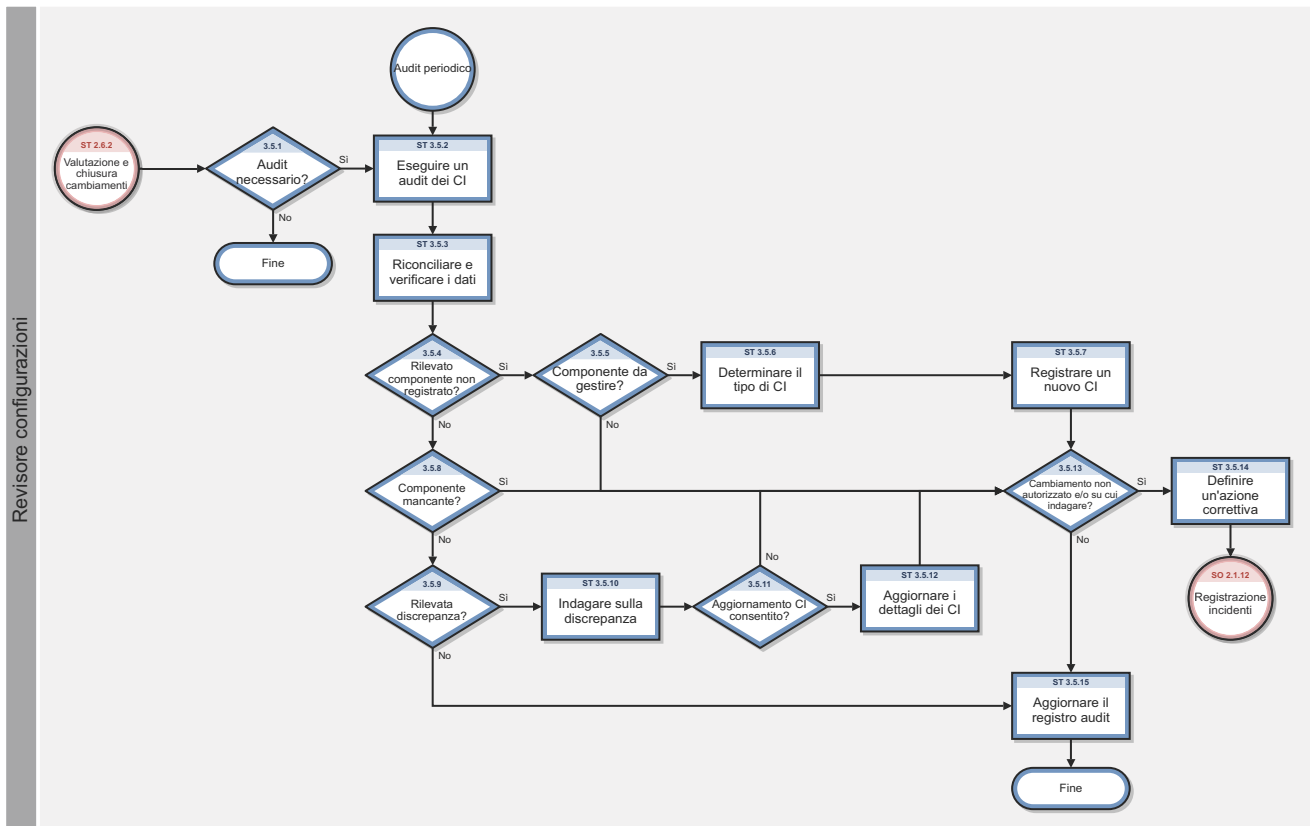 Revisore configurazioni
Audit periodico
ST 2.6.2
Valutazione e
chiusura
cambiamenti
3.5.1
Audit
necessario?
Sì
No
Fine
ST 3.5.2
Eseguire un
audit dei CI
ST 3.5.3
Riconciliare e
verificare i dati
3.5.4
Rilevato
componente non
registrato?
Sì
No
3.5.5
Componente da
gestire?
Sì
No
ST 3.5.6
Determinare il
tipo di CI
ST 3.5.7
Registrare un
nuovo CI
3.5.8
Componente
mancante?
Sì
No
3.5.13
Cambiamento non
autorizzato e/o su cui
indagare?
Sì
No
ST 3.5.14
Definire
un'azione
correttiva
3.5.9
Rilevata
discrepanza?
Sì
No
ST 3.5.10
Indagare sulla
discrepanza
3.5.11
Aggiornamento CI
consentito?
No
Sì
ST 3.5.12
Aggiornare i
dettagli dei CI
SO 2.1.12
Registrazione
incidenti
ST 3.5.15
Aggiornare il
registro audit
Fine